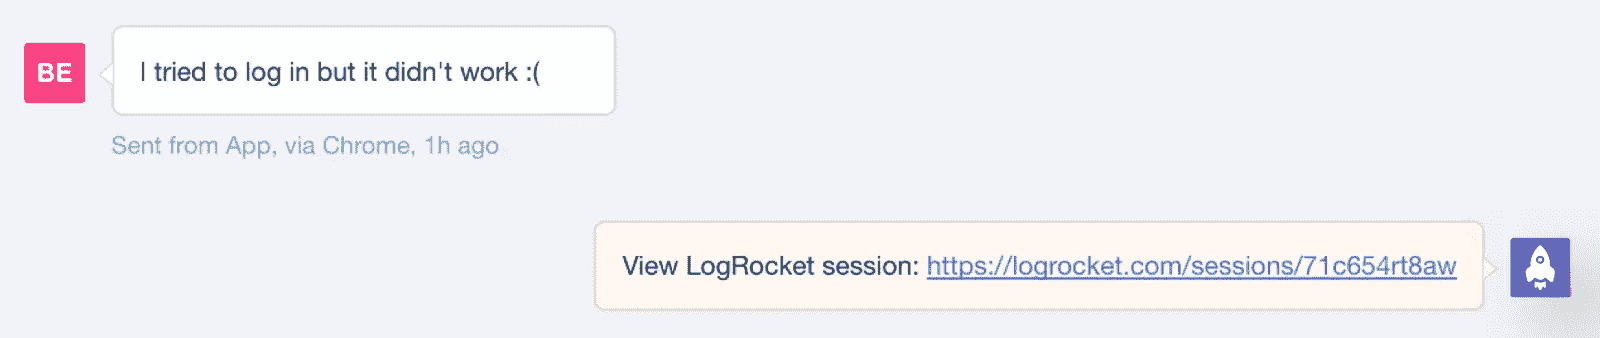 BE
I tried to log in but it didn't work :(
Sent from App, via Chrome, 1h ago
View LogRocket session: https://logrocket.com/sessions/71c654rt8aw